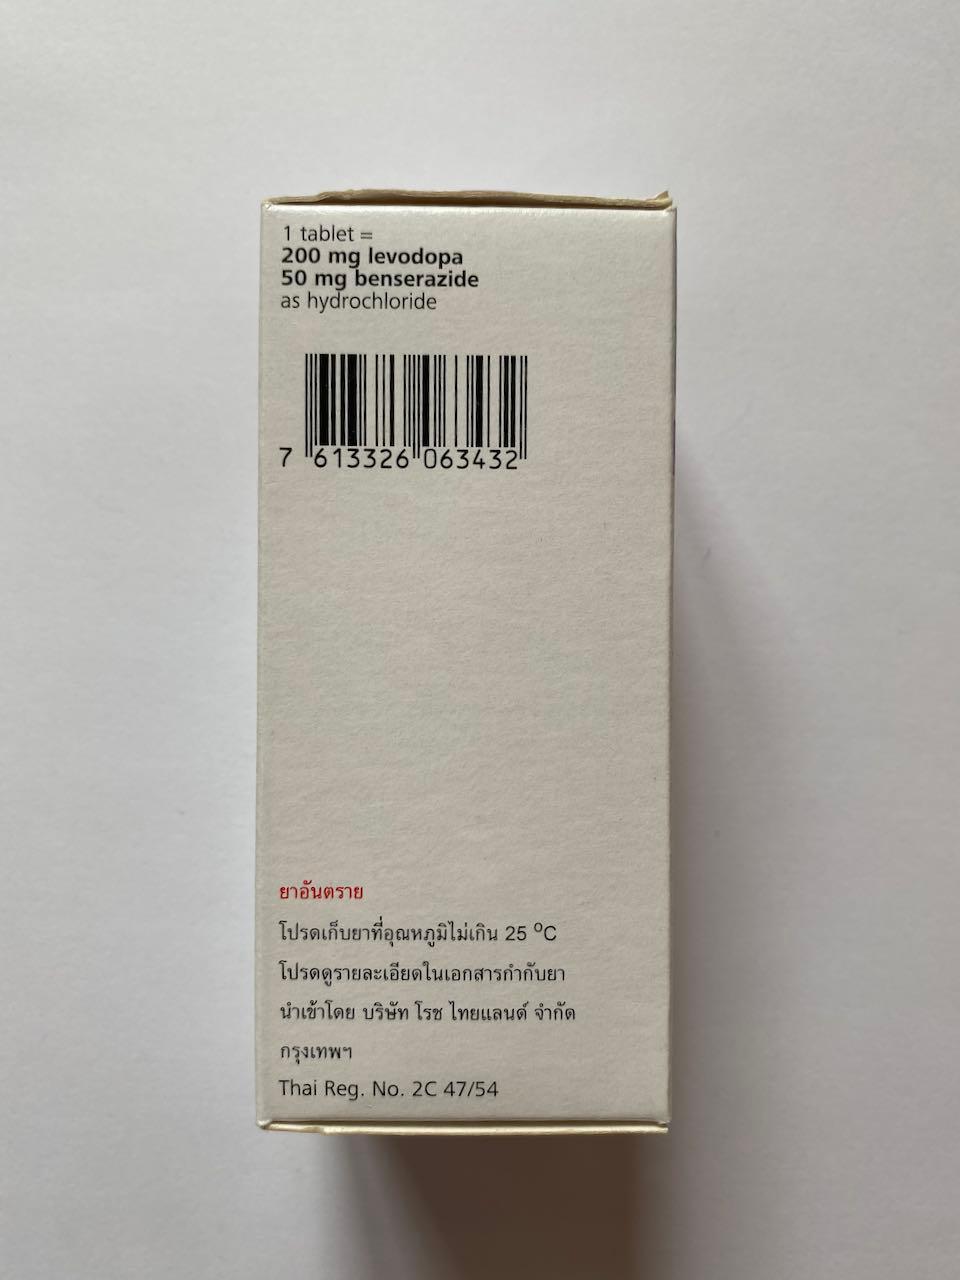 1 tablet =
200 mg levodopa
50 mg benserazide
as hydrochloride
7 613326 063432
ยาอันตราย
โปรดเก็บยาที่อุณหภูมิไม่เกิน 25 ºC
โปรดดูรายละเอียดในเอกสารกำกับยา
นำเข้าโดย บริษัท โรช ไทยแลนด์ จำกัด
กรุงเทพฯ
Thai Reg. No. 2C 47/54